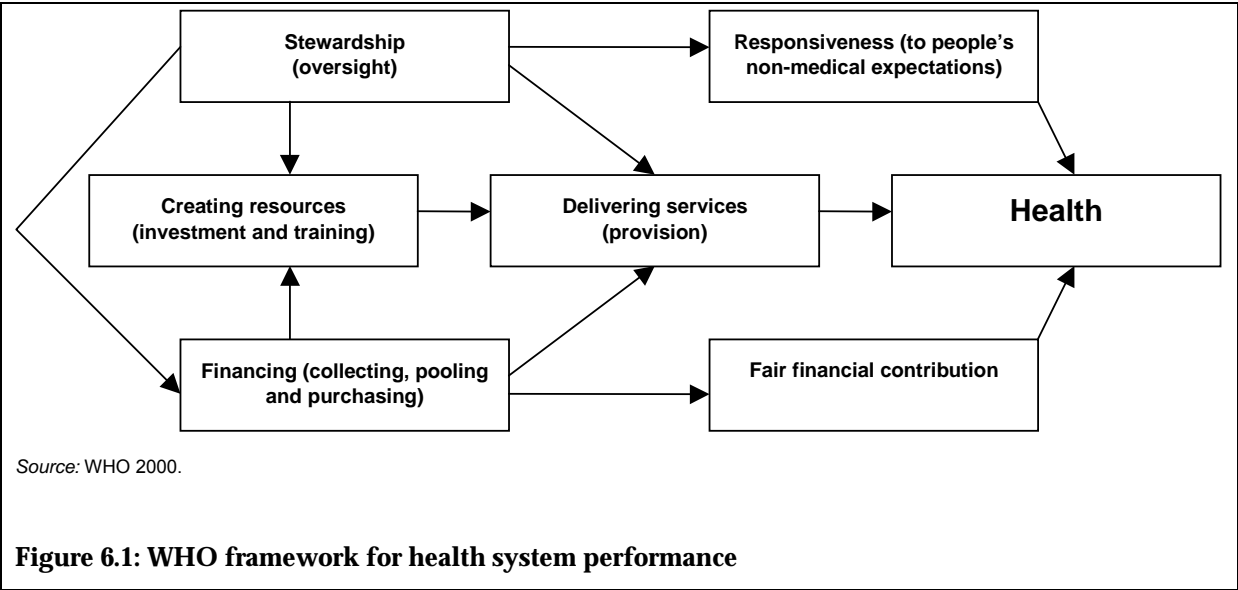 Stewardship
(oversight)
Responsiveness (to people’s
non-medical expectations)
Creating resources
(investment and training)
Delivering services
(provision)
Health
Financing (collecting, pooling
and purchasing)
Fair financial contribution
Source: WHO 2000.
Figure 6.1: WHO framework for health system performance